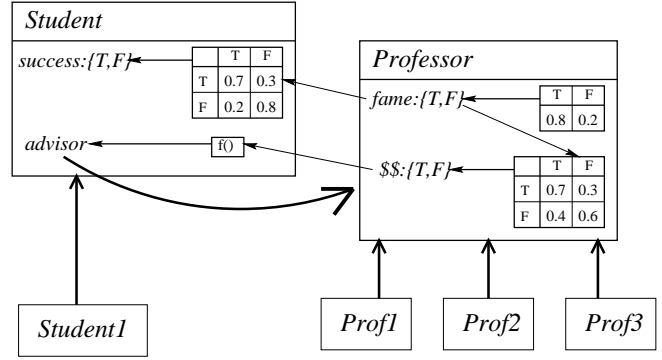 Student
success:{T,F}
T F
T 0.7 0.3
F 0.2 0.8
advisor
f()
Professor
fame:{T,F}
T F
0.8 0.2
$$:{T,F}
T F
T 0.7 0.3
F 0.4 0.6
Student1
Prof1
Prof2
Prof3